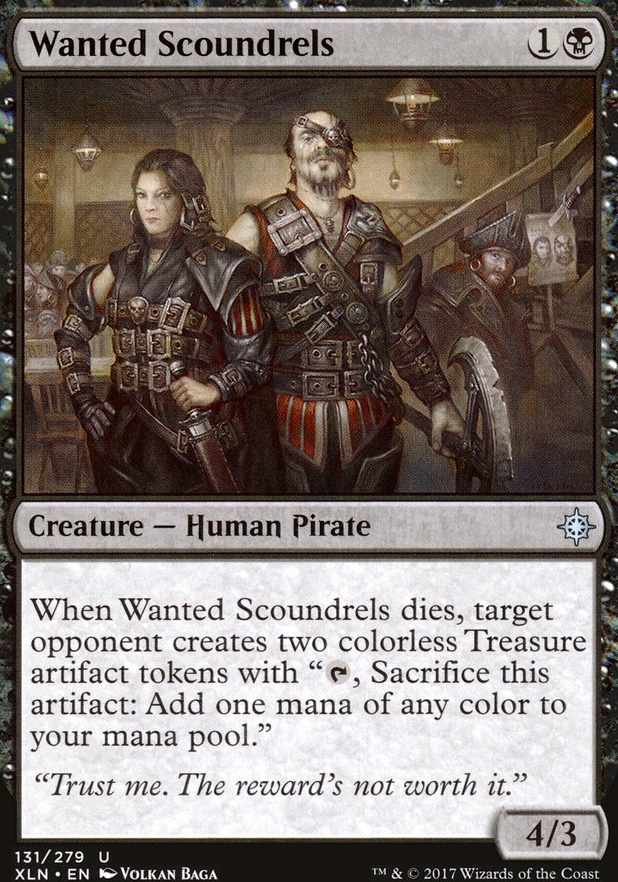 Wanted Scoundrels 1
Creature — Human Pirate
When Wanted Scoundrels dies, target
opponent creates two colorless Treasure
artifact tokens with “, Sacrifice this
artifact: Add one mana of any color to
your mana pool.”
“Trust me. The reward’s not worth it.”
4/3
131/279 U
XLN • EN VOLKAN BAGA
™ & © 2017 Wizards of the Coast